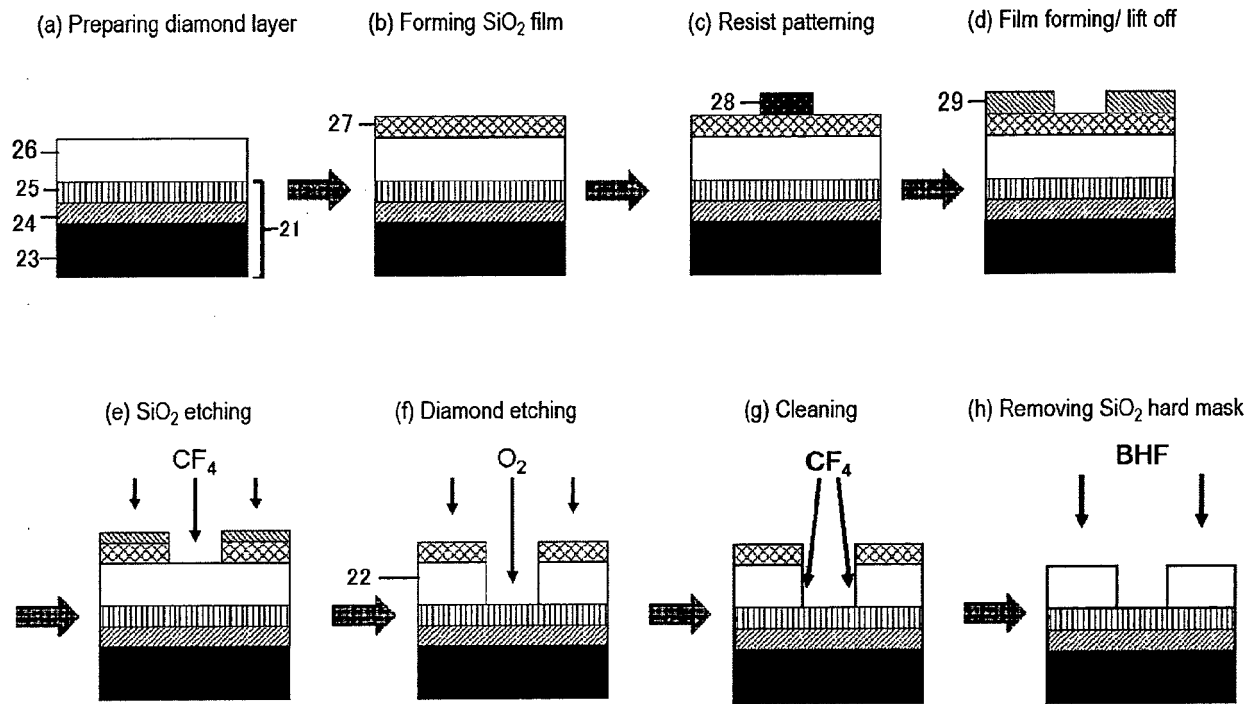 (a) Preparing diamond layer
(b) Forming SiO₂ film
(c) Resist patterning
(d) Film forming/ lift off
26
25
24
23
21
27
28
29
(e) SiO₂ etching
(f) Diamond etching
(g) Cleaning
(h) Removing SiO₂ hard mask
CF₄
O₂
CF₄
BHF
22